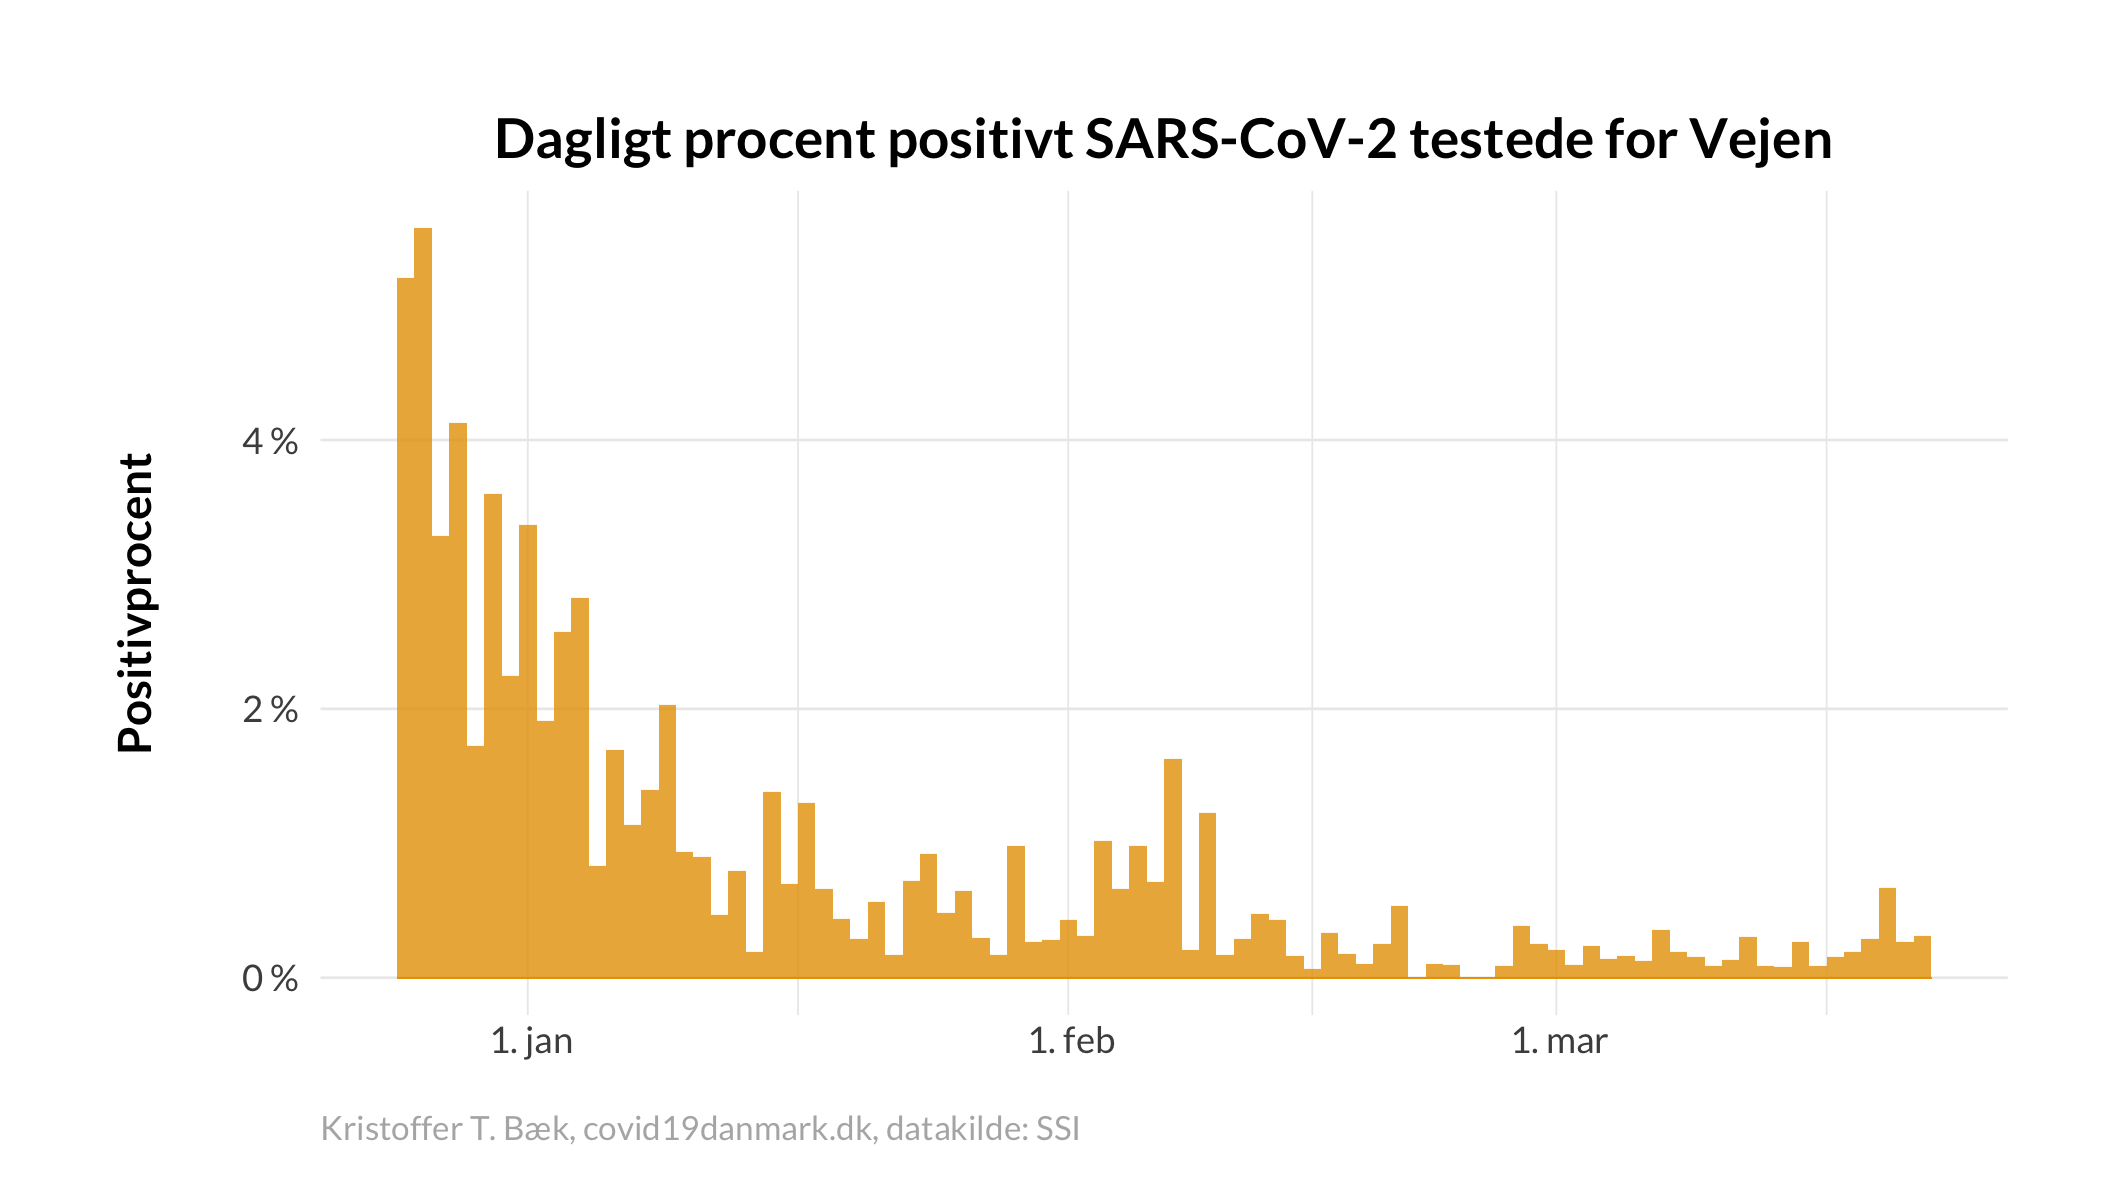 Dagligt procent positivt SARS-CoV-2 testede for Vejen
Positivprocent
4 %
2 %
0 %
1. jan
1. feb
1. mar
Kristoffer T. Bæk, covid19danmark.dk, datakilde: SSI